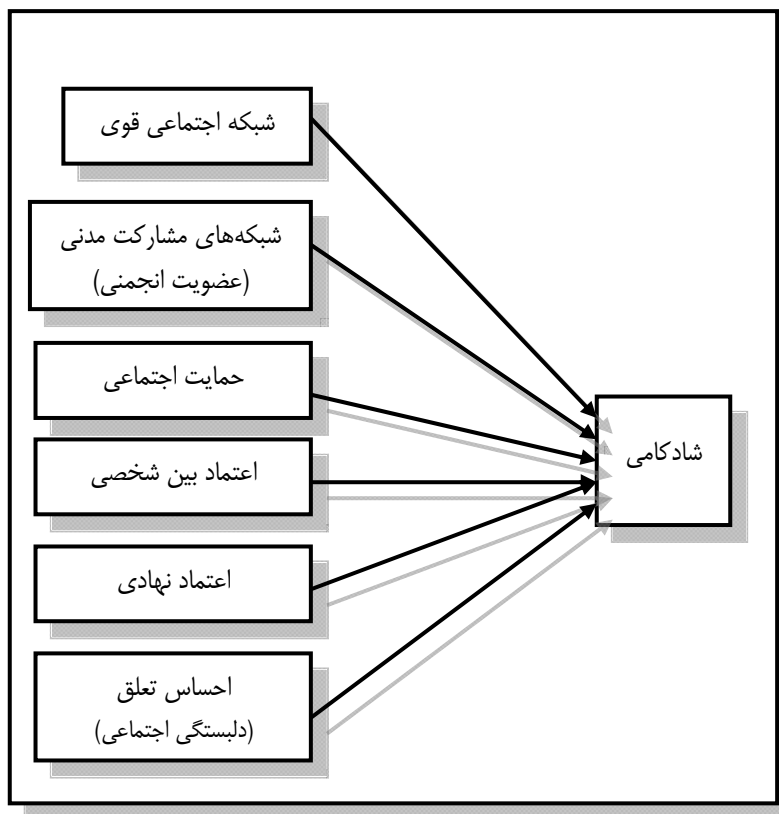 شبکه اجتماعی قوی
شبکه‌های مشارکت مدنی
(عضویت انجمنی)
حمایت اجتماعی
اعتماد بین شخصی
اعتماد نهادی
احساس تعلق
(دلبستگی اجتماعی)
شادکامی